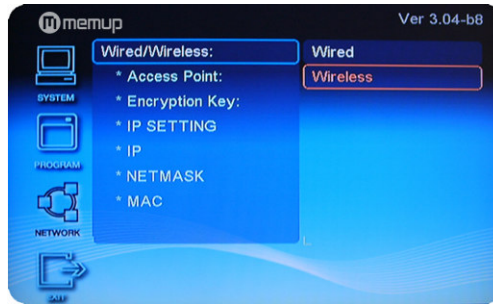 memup
Ver 3.04-b8
Wired/Wireless:
Wired
* Access Point:
Wireless
* Encryption Key:
SYSTEM
* IP SETTING
* IP
PROGRAM
* NETMASK
* MAC
NETWORK
EXIT